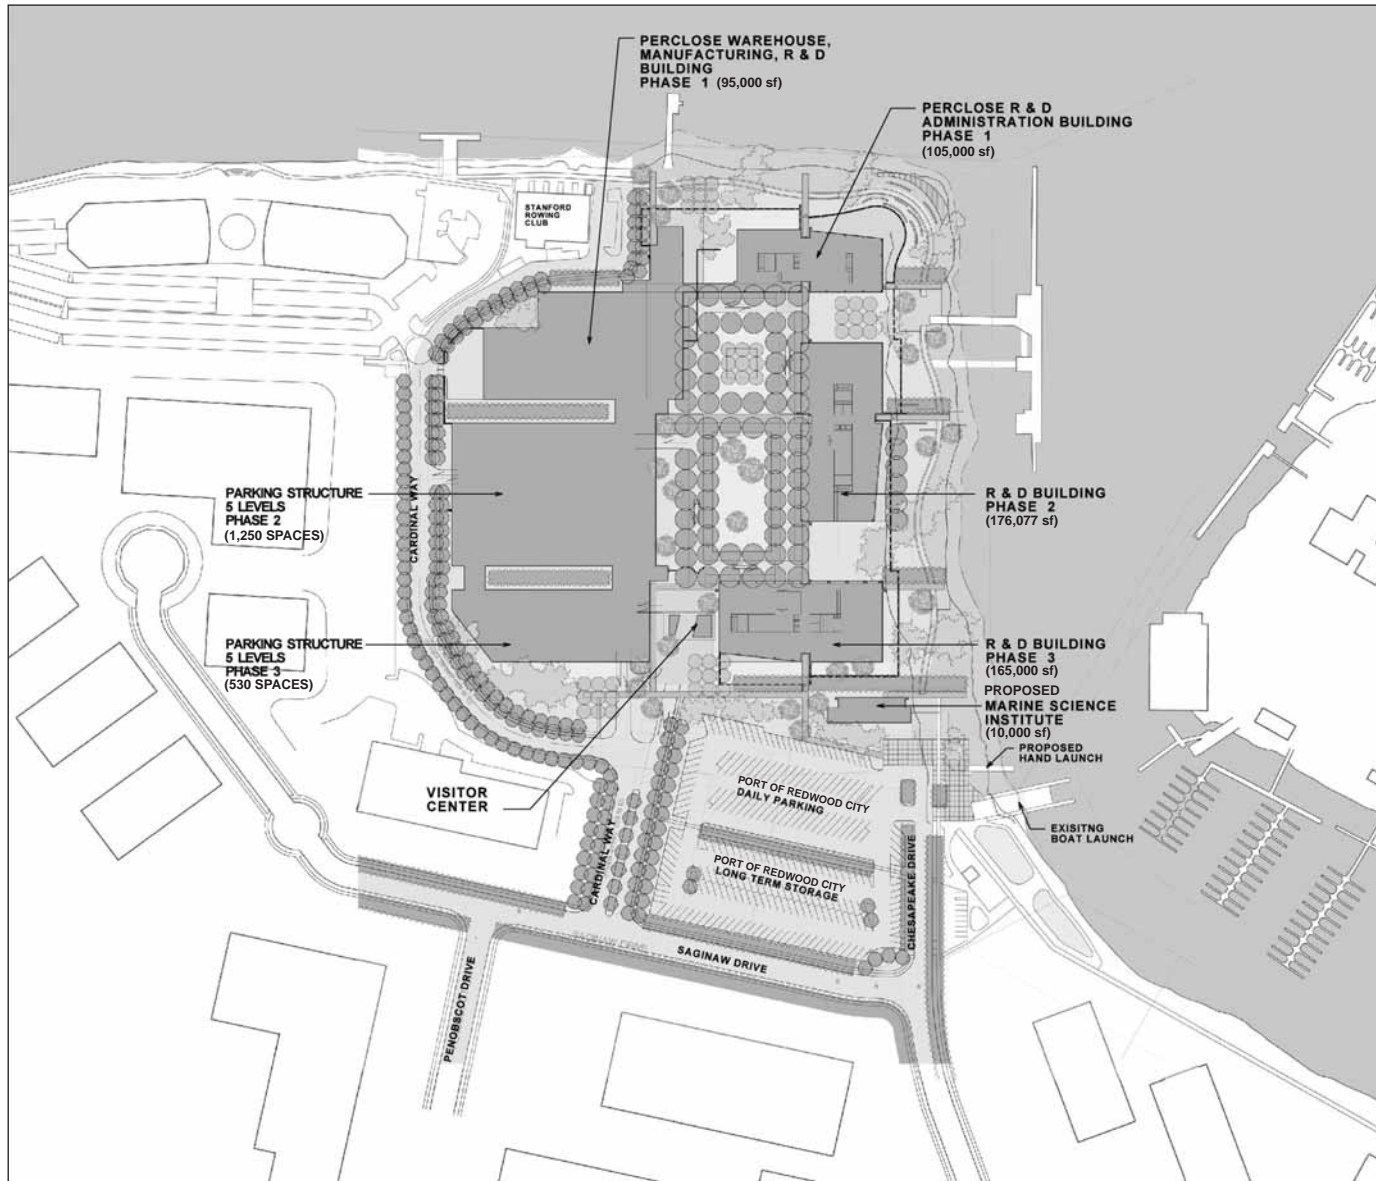 PERCLOSE WAREHOUSE,
MANUFACTURING, R & D
BUILDING
PHASE 1 (95,000 sf)
PERCLOSE R & D
ADMINISTRATION BUILDING
PHASE 1
(105,000 sf)
STANFORD
ROWING
CLUB
PARKING STRUCTURE
5 LEVELS
PHASE 2
(1,250 SPACES)
CARDINAL WAY
R & D BUILDING
PHASE 2
(176,077 sf)
PARKING STRUCTURE
5 LEVELS
PHASE 3
(530 SPACES)
R & D BUILDING
PHASE 3
(165,000 sf)
PROPOSED
MARINE SCIENCE
INSTITUTE
(10,000 sf)
PROPOSED
HAND LAUNCH
VISITOR
CENTER
PORT OF REDWOOD CITY
DAILY PARKING
EXISITNG
BOAT LAUNCH
CARDINAL WAY
PORT OF REDWOOD CITY
LONG TERM STORAGE
CHESAPEAKE DRIVE
SAGINAW DRIVE
SAGINAW DRIVE
PENOBSCOT DRIVE